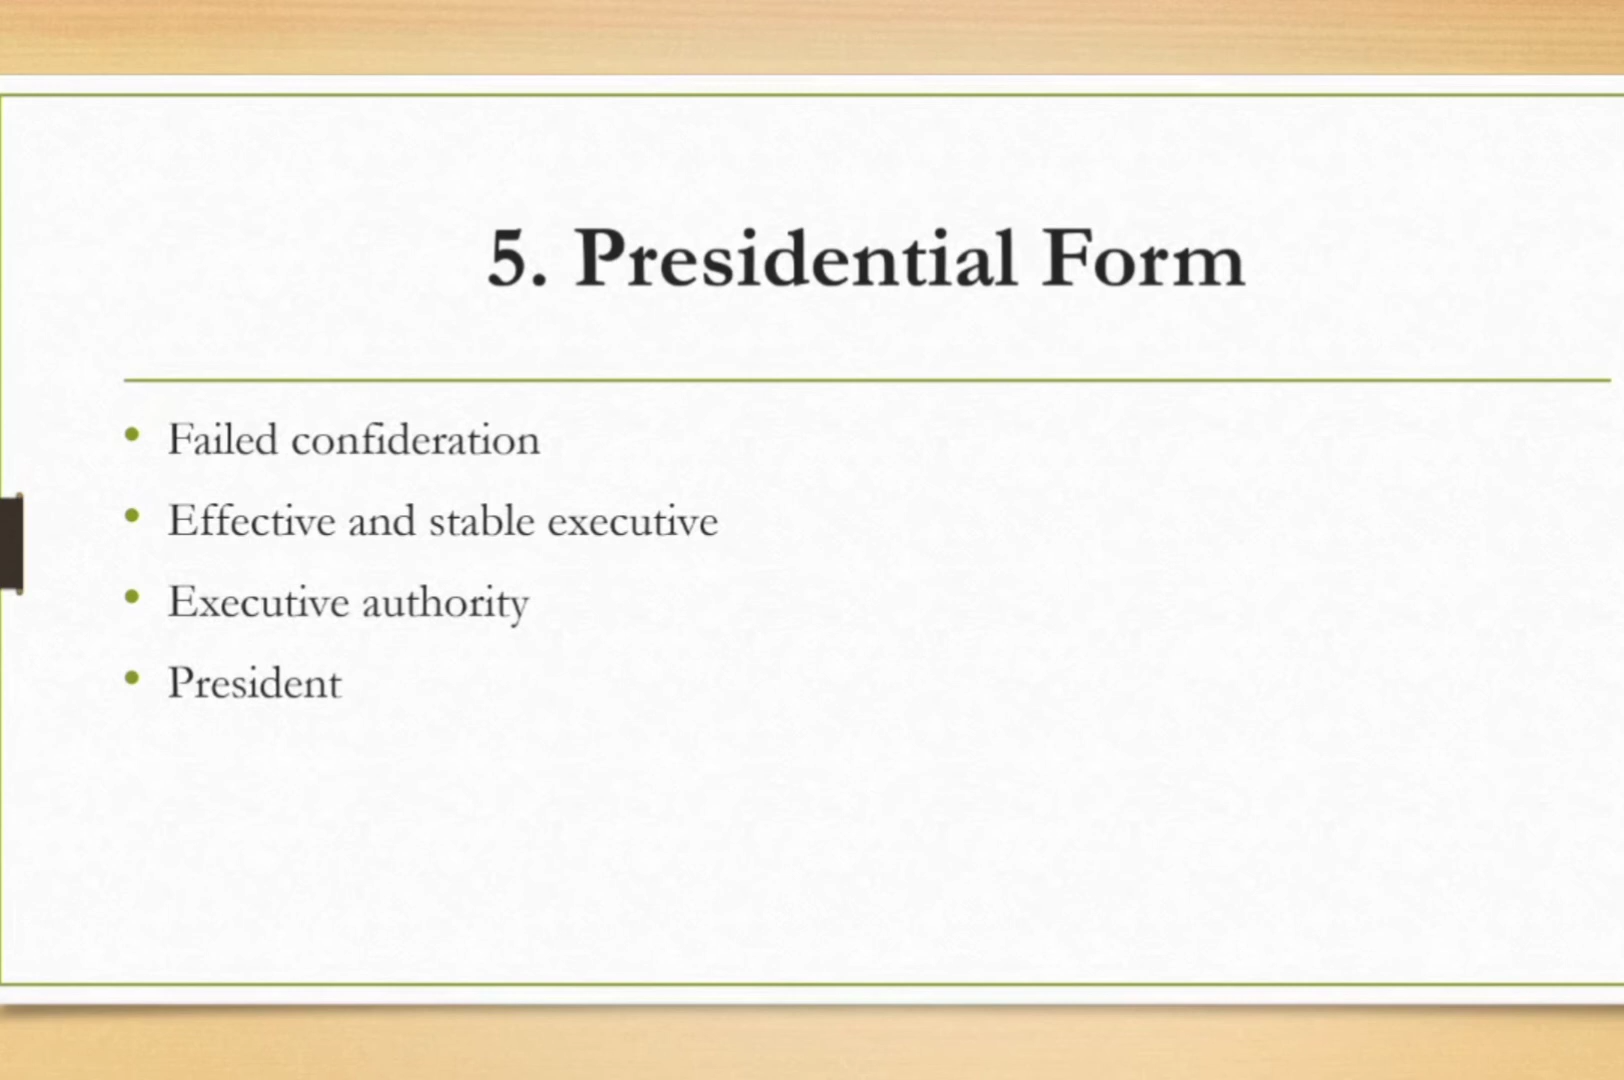 5. Presidential Form
• Failed confideration
• Effective and stable executive
• Executive authority
• President